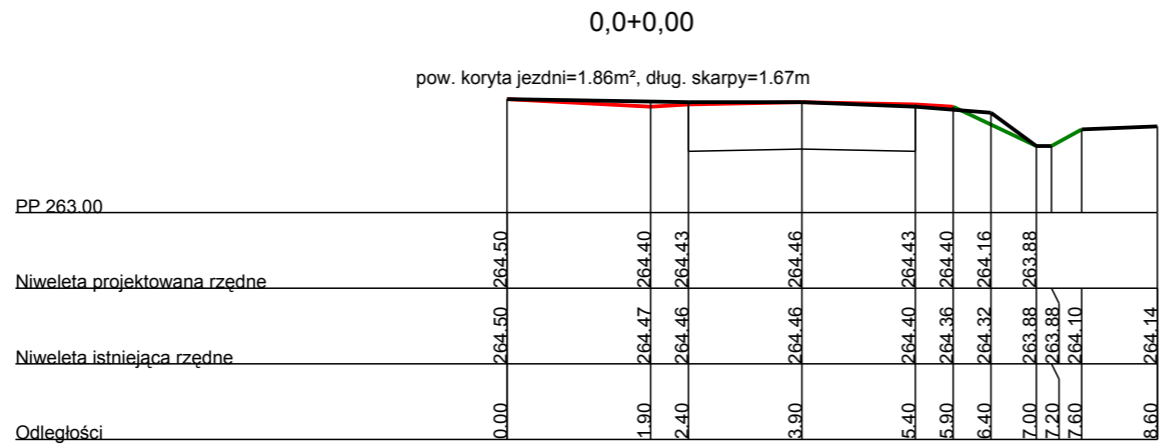 0,0+0,00
pow. koryta jezdni=1.86m², dług. skarpy=1.67m
PP 263.00
Niweleta projektowana rzędne 264.50 264.40 264.43 264.46 264.43 264.40 264.16 263.88
Niweleta istniejąca rzędne 264.50 264.47 264.46 264.46 264.40 264.36 264.32 263.88 263.88 264.10 264.14
Odległości 0.00 1.90 2.40 3.90 5.40 5.90 6.40 7.00 7.20 7.60 8.60